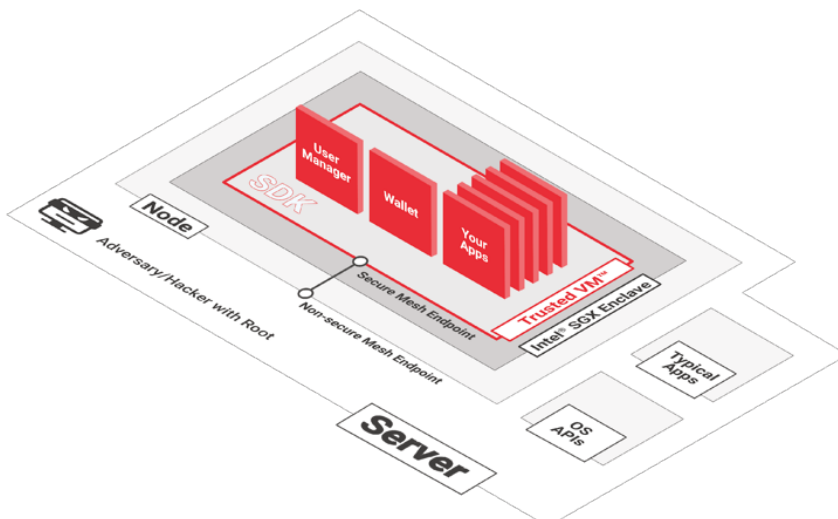 User
Manager
Wallet
Your
Apps
SDK
Node
Adversary/Hacker with Root
Secure Mesh Endpoint
Non-secure Mesh Endpoint
Trusted VM™
Intel® SGX Enclave
Typical
Apps
OS
APIs
Server